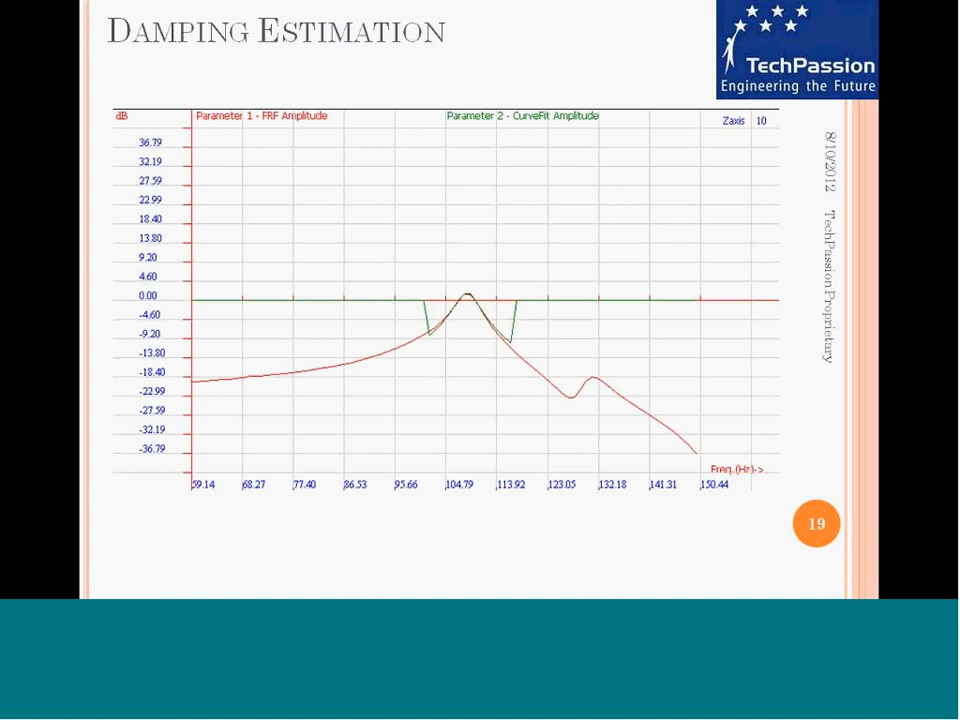 DAMPING ESTIMATION
TechPassion
Engineering the Future
dB
Parameter 1 - FRF Amplitude
Parameter 2 - CurveFit Amplitude
Zaxis 10
36.79
32.19
27.59
22.99
18.40
13.80
9.20
4.60
0.00
-4.60
-9.20
-13.80
-18.40
-22.99
-27.59
-32.19
-36.79
Freq.(Hz)->
59.14 68.27 77.40 86.53 95.66 104.79 113.92 123.05 132.18 141.31 150.44
8/10/2012 TechPassion Proprietary
19